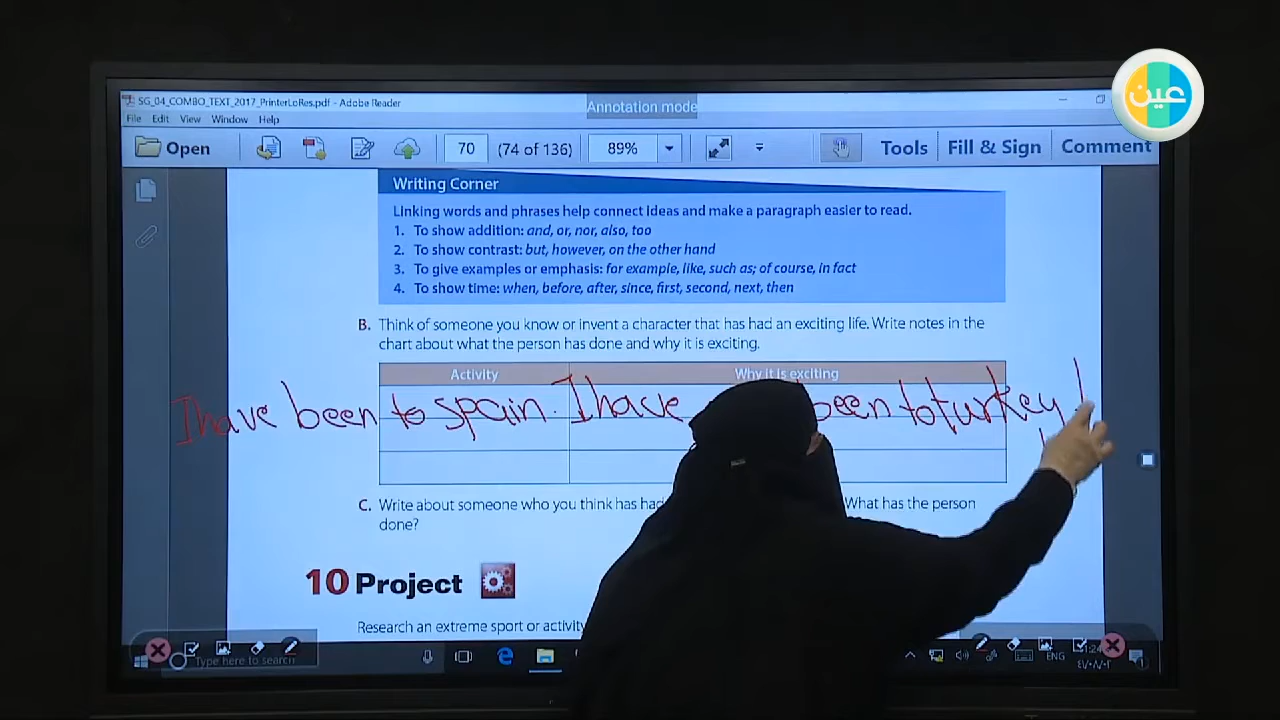 عين
SG_04_COMBO_TEXT_2017_PrinterLoRes.pdf - Adobe Reader
Annotation mode
File Edit View Window Help
Open 70 (74 of 136) 89% Tools Fill & Sign Comment
Writing Corner
Linking words and phrases help connect ideas and make a paragraph easier to read.
1. To show addition: and, or, nor, also, too
2. To show contrast: but, however, on the other hand
3. To give examples or emphasis: for example, like, such as; of course, in fact
4. To show time: when, before, after, since, first, second, next, then
B. Think of someone you know or invent a character that has had an exciting life. Write notes in the
chart about what the person has done and why it is exciting.
Activity Why it is exciting
I have been to spain. I have been to turkey
C. Write about someone who you think has had What has the person
done?
10 Project
Research an extreme sport or activity
Type here to search ENG